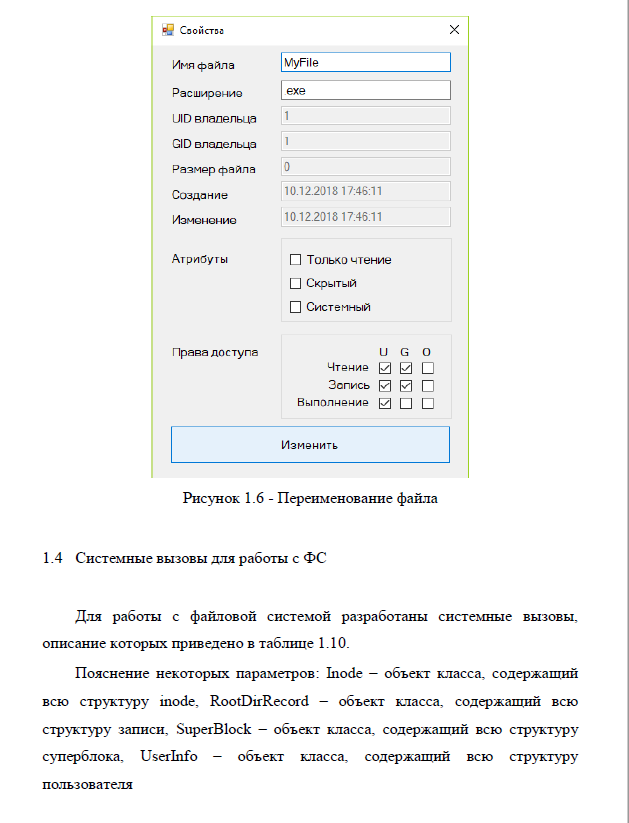 Свойства
Имя файла MyFile
Расширение .exe
UID владельца 1
GID владельца 1
Размер файла 0
Создание 10.12.2018 17:46:11
Изменение 10.12.2018 17:46:11
Атрибуты
Только чтение
Скрытый
Системный
Права доступа
U G O
Чтение
Запись
Выполнение
Изменить
Рисунок 1.6 - Переименование файла
1.4 Системные вызовы для работы с ФС
Для работы с файловой системой разработаны системные вызовы,
описание которых приведено в таблице 1.10.
Пояснение некоторых параметров: Inode – объект класса, содержащий
всю структуру inode, RootDirRecord – объект класса, содержащий всю
структуру записи, SuperBlock – объект класса, содержащий всю структуру
суперблока, UserInfo – объект класса, содержащий всю структуру
пользователя